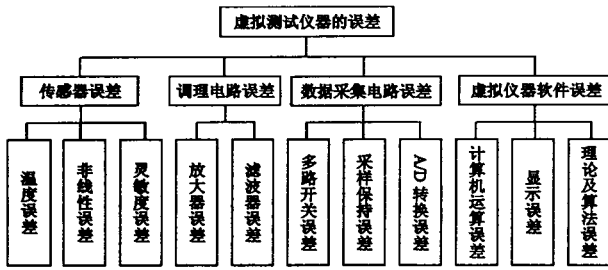 虚拟测试仪器的误差
传感器误差
调理电路误差
数据采集电路误差
虚拟仪器软件误差
温度误差
非线性误差
灵敏度误差
放大器误差
滤波器误差
多路开关误差
采样保持误差
A/D转换误差
计算机运算误差
显示误差
理论及算法误差